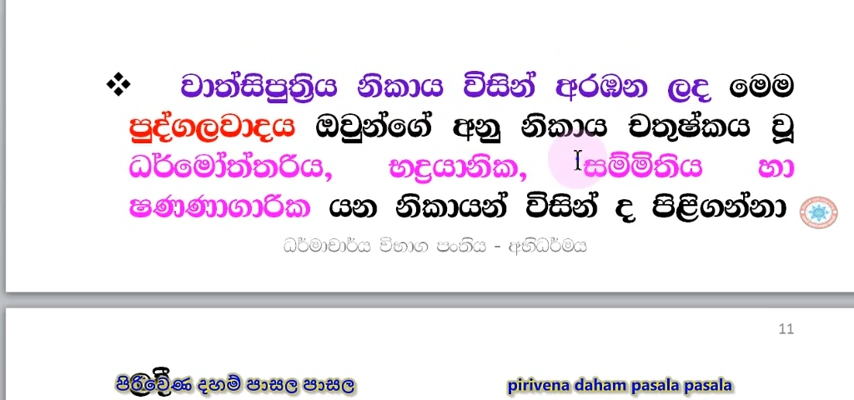 ❖ වාත්සිපුත්‍රිය නිකාය විසින් අරඹන ලද මෙම
පුද්ගලවාදය ඔවුන්ගේ අනු නිකාය චතුෂ්කය වූ
ධර්මෝත්තරීය, භද්‍රයානික, සම්මිතිය හා
ෂණණාගාරික යන නිකායන් විසින් ද පිළිගන්නා
ධර්මාචාර්ය විභාග පංතිය - අභිධර්මය
11
පිරිවේණ දහම් පාසල පාසල
pirivena daham pasala pasala